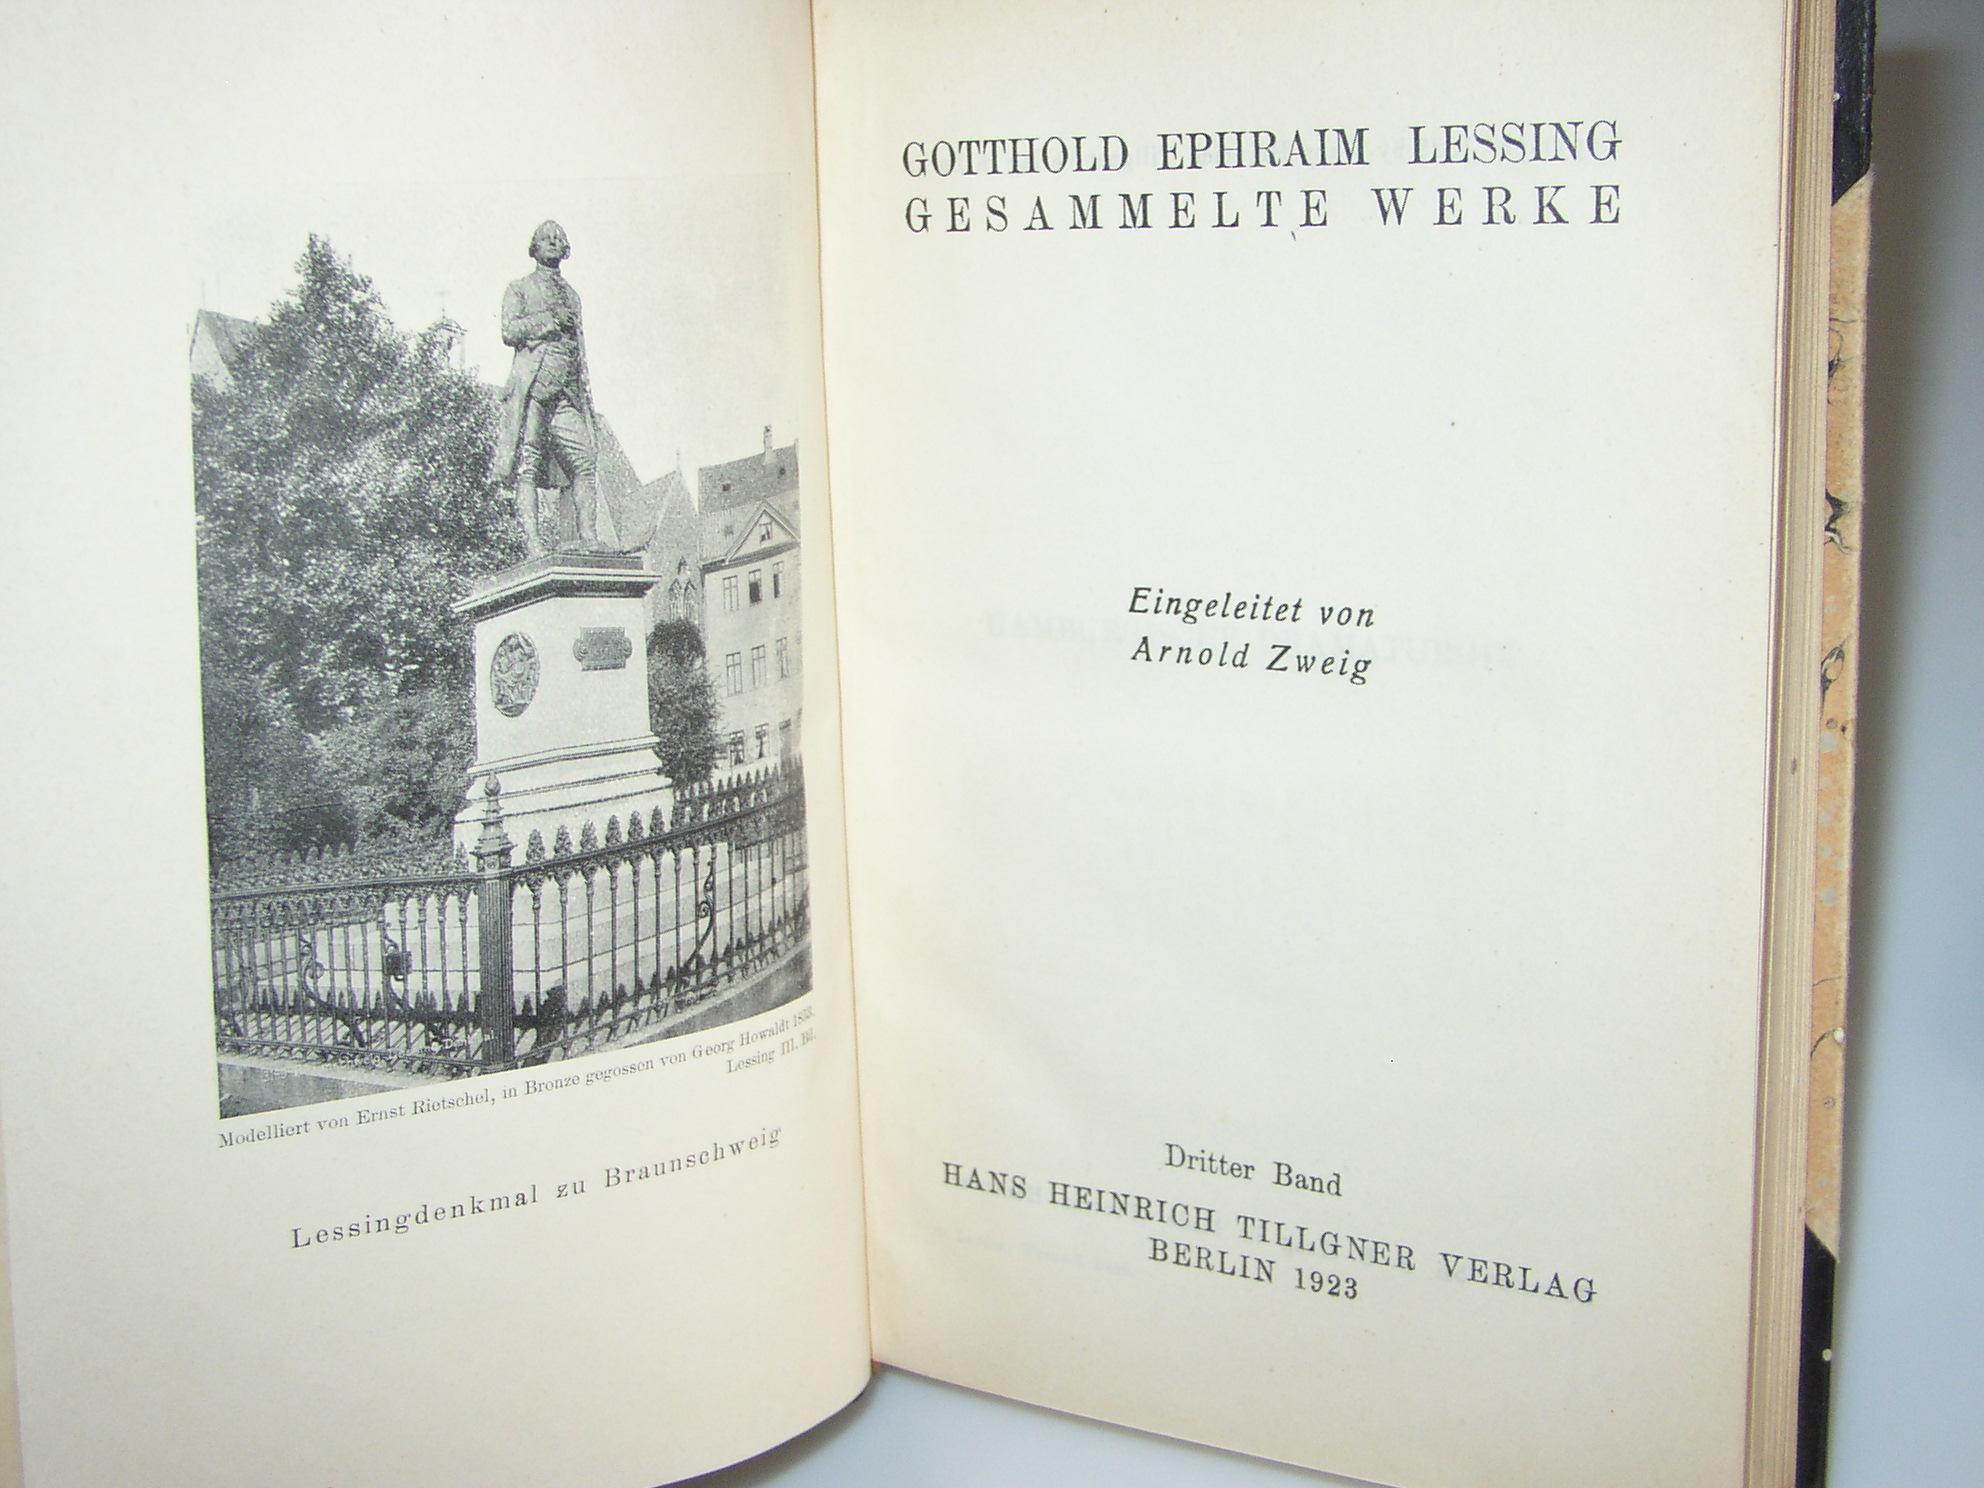 Modelliert von Ernst Rietschel, in Bronze gegossen von Georg Howaldt 1853.
Lessing III. Bd.
Lessingdenkmal zu Braunschweig
GOTTHOLD EPHRAIM LESSING
GESAMMELTE WERKE
Eingeleitet von
Arnold Zweig
Dritter Band
HANS HEINRICH TILLGNER VERLAG
BERLIN 1923